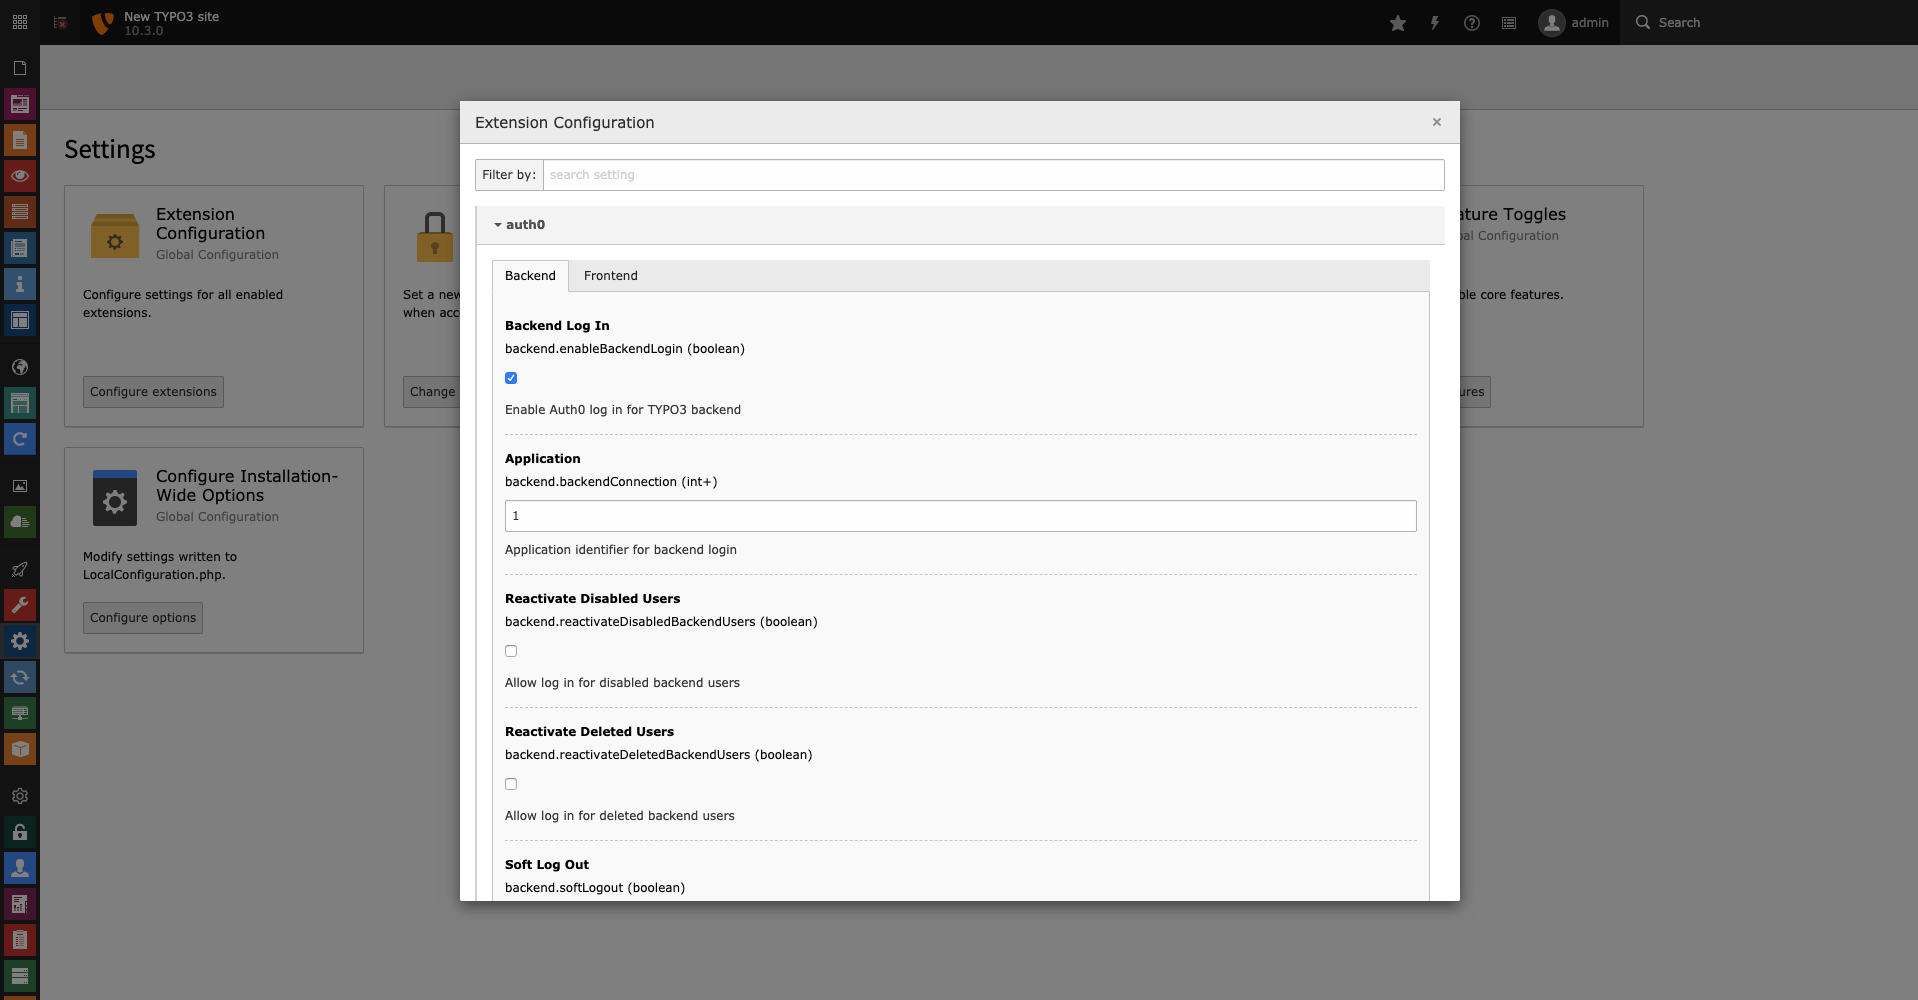 New TYPO3 site
10.3.0
admin
Search
Settings
Extension
Configuration
Global Configuration
Configure settings for all enabled
extensions.
Configure extensions
Set a new
when acc
Change
ature Toggles
bal Configuration
ble core features.
ures
Configure Installation-
Wide Options
Global Configuration
Modify settings written to
LocalConfiguration.php.
Configure options
Extension Configuration
×
Filter by:
search setting
auth0
Backend
Frontend
Backend Log In
backend.enableBackendLogin (boolean)
Enable Auth0 log in for TYPO3 backend
Application
backend.backendConnection (int+)
1
Application identifier for backend login
Reactivate Disabled Users
backend.reactivateDisabledBackendUsers (boolean)
Allow log in for disabled backend users
Reactivate Deleted Users
backend.reactivateDeletedBackendUsers (boolean)
Allow log in for deleted backend users
Soft Log Out
backend.softLogout (boolean)